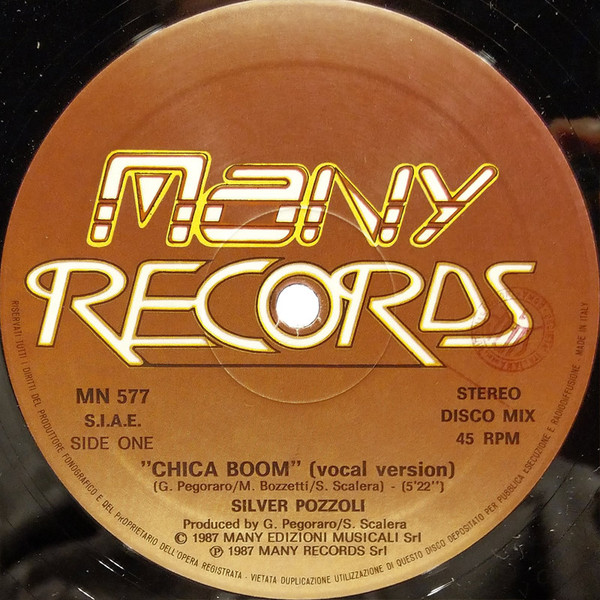 MANY
RECORDS
MN 577
S.I.A.E.
SIDE ONE
STEREO
DISCO MIX
45 RPM
"CHICA BOOM" (vocal version)
(G. Pegoraro/M. Bozzetti/S. Scalera) - (5'22'')
SILVER POZZOLI
Produced by G. Pegoraro/S. Scalera
© 1987 MANY EDIZIONI MUSICALI Srl
℗ 1987 MANY RECORDS Srl
RISERVATI TUTTI I DIRITTI DEL PRODUTTORE FONOGRAFICO E DEL PROPRIETARIO DELL'OPERA REGISTRATA - VIETATA DUPLICAZIONE UTILIZZAZIONE DI QUESTO DISCO DEPOSITATO PER PUBBLICA ESECUZIONE E RADIODIFFUSIONE - MADE IN ITALY